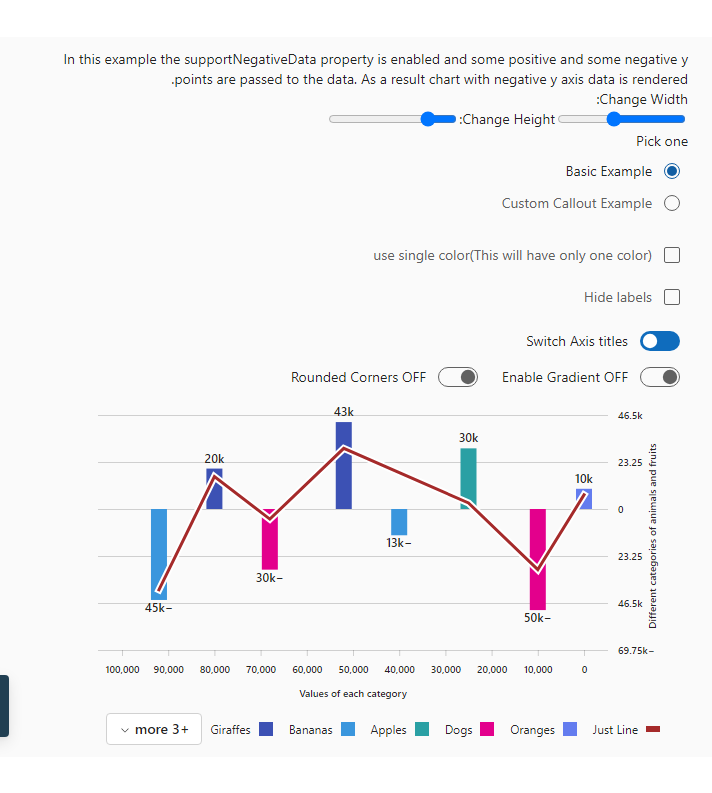 In this example the supportNegativeData property is enabled and some positive and some negative y
.points are passed to the data. As a result chart with negative y axis data is rendered
:Change Width
:Change Height
Pick one
Basic Example
Custom Callout Example
use single color(This will have only one color)
Hide labels
Switch Axis titles
Rounded Corners OFF
Enable Gradient OFF
43k
46.5k
30k
20k
23.25
10k
0
13k−
23.25
30k−
45k−
46.5k
50k−
69.75k−
Different categories of animals and fruits
100,000 90,000 80,000 70,000 60,000 50,000 40,000 30,000 20,000 10,000 0
Values of each category
more 3+ Giraffes Bananas Apples Dogs Oranges Just Line